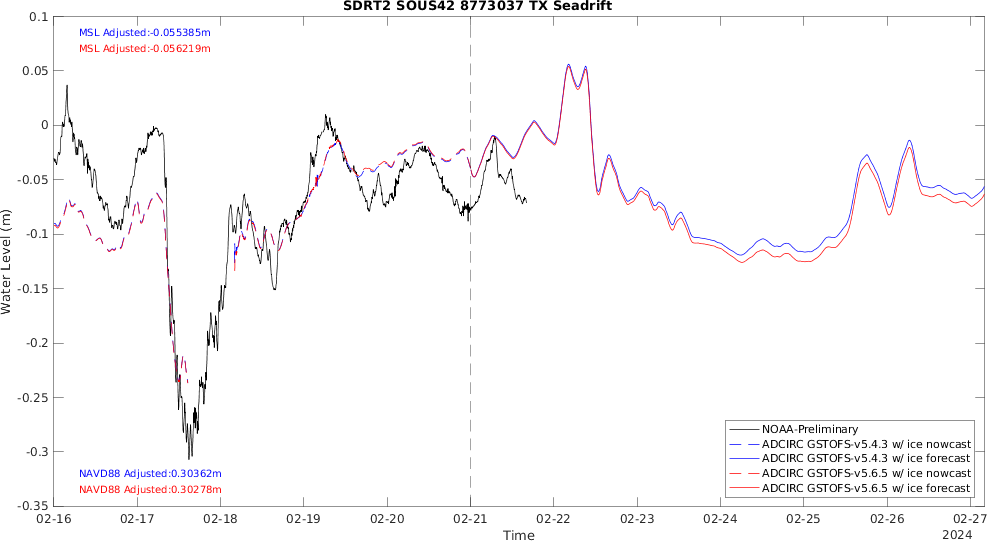 SDRT2 SOUS42 8773037 TX Seadrift
MSL Adjusted:-0.055385m
MSL Adjusted:-0.056219m
0.1
0.05
0
-0.05
-0.1
-0.15
-0.2
-0.25
-0.3
-0.35
Water Level (m)
NAVD88 Adjusted:0.30362m
NAVD88 Adjusted:0.30278m
NOAA-Preliminary
ADCIRC GSTOFS-v5.4.3 w/ ice nowcast
ADCIRC GSTOFS-v5.4.3 w/ ice forecast
ADCIRC GSTOFS-v5.6.5 w/ ice nowcast
ADCIRC GSTOFS-v5.6.5 w/ ice forecast
02-16 02-17 02-18 02-19 02-20 02-21 02-22 02-23 02-24 02-25 02-26 02-27
Time
2024